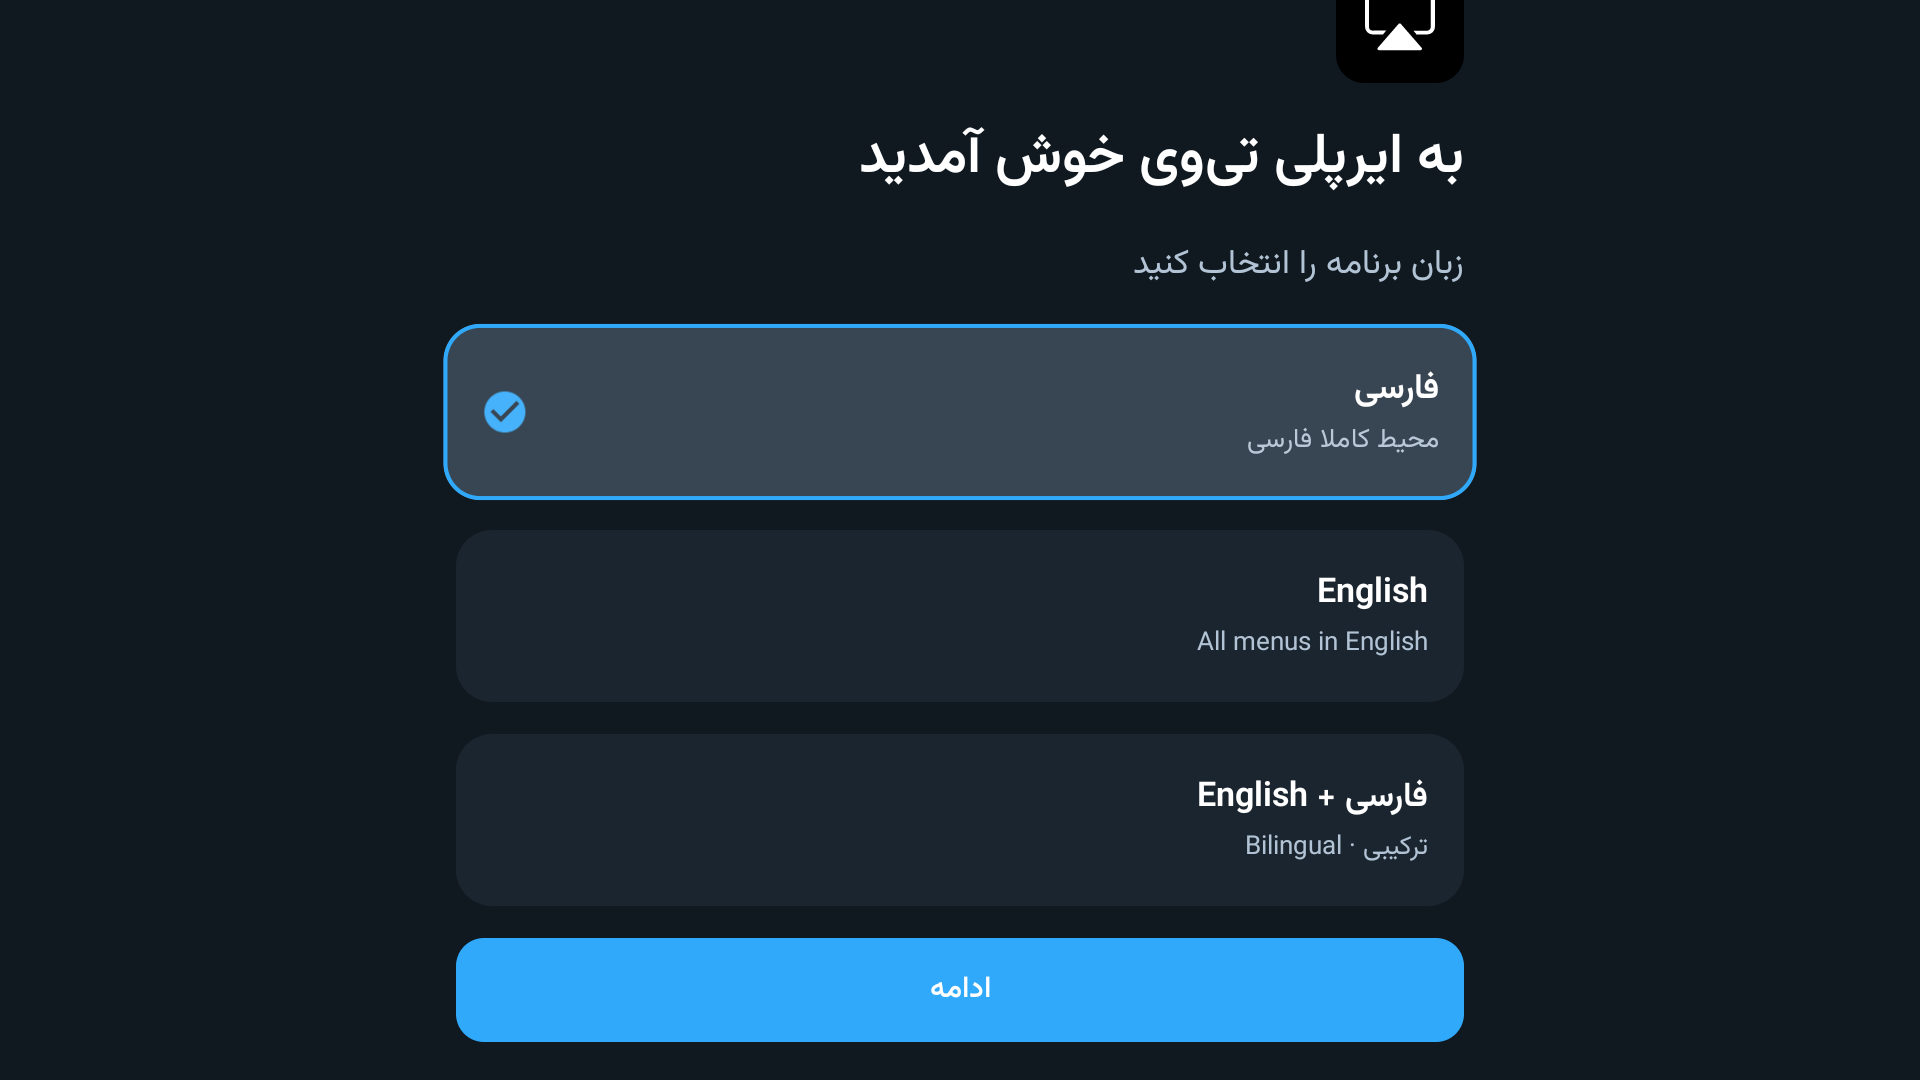 به ایرپلی تی‌وی خوش آمدید
زبان برنامه را انتخاب کنید
فارسی
محیط کاملا فارسی
English
All menus in English
فارسی + English
ترکیبی · Bilingual
ادامه